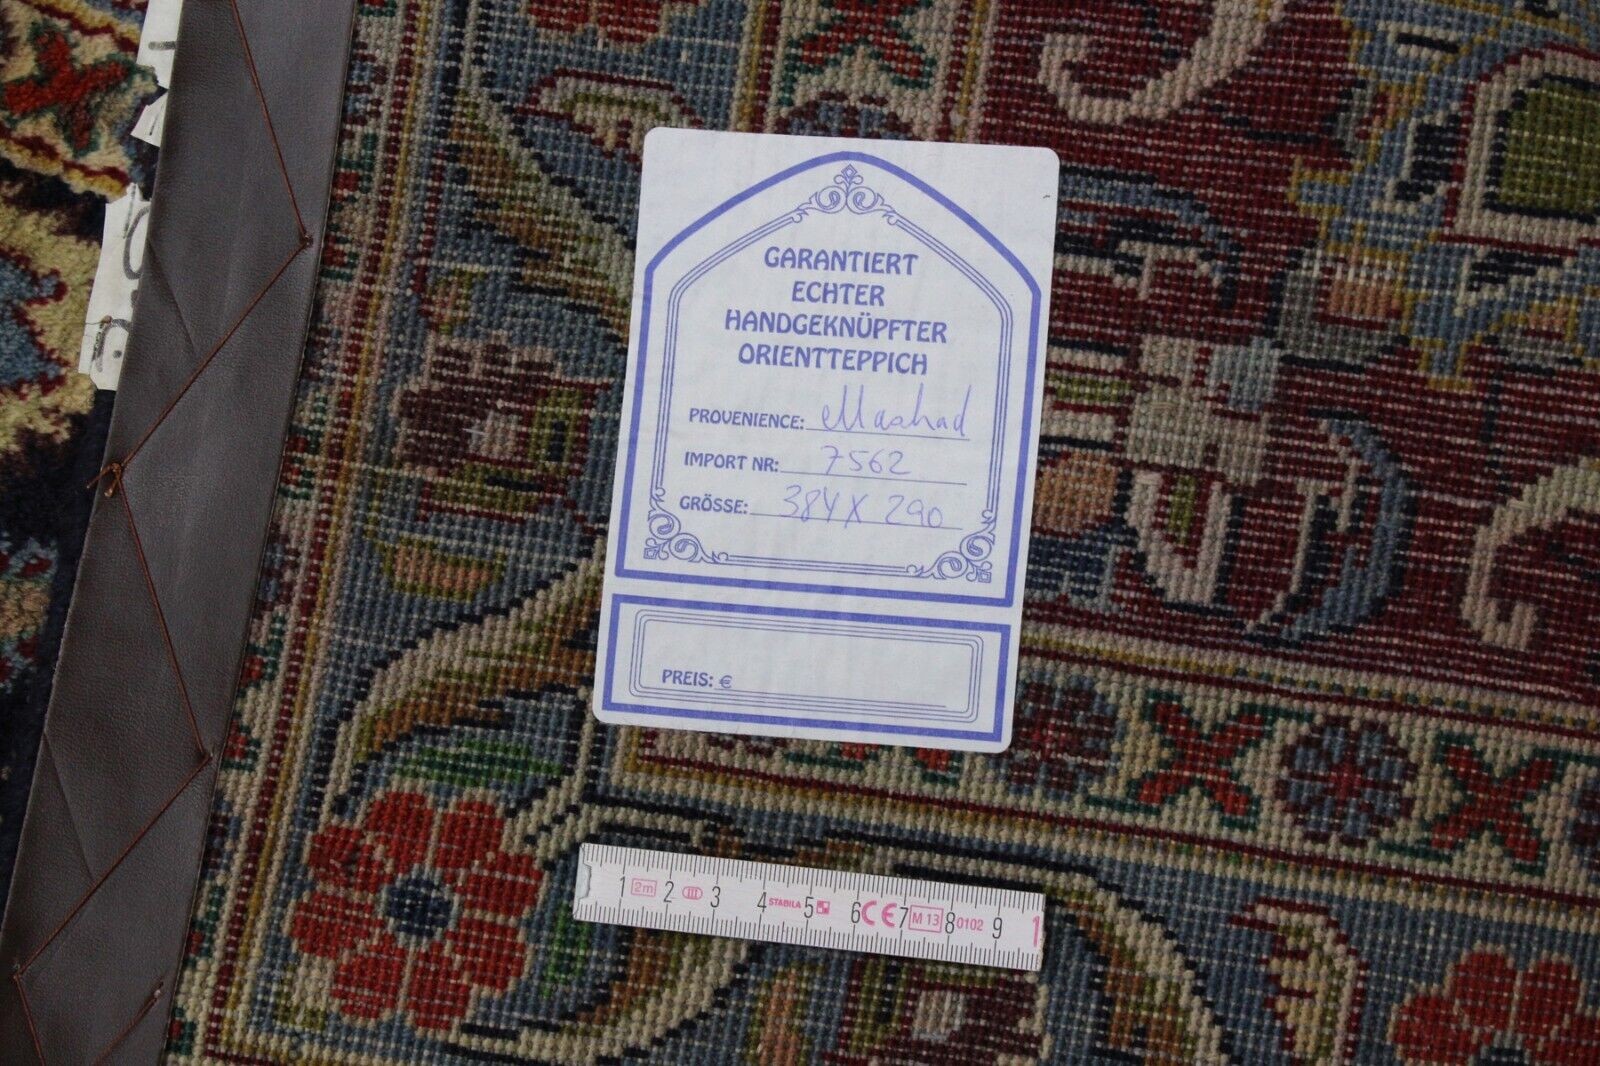 GARANTIERT
ECHTER
HANDGEKNÜPFTER
ORIENTTEPPICH
PROVENIENCE: Mashad
IMPORT NR: 7562
GRÖSSE: 384 X 290
PREIS: €
1 2m 2 III 3 4 STABILA 5 6 CE 7 M 13 8 0102 9 1